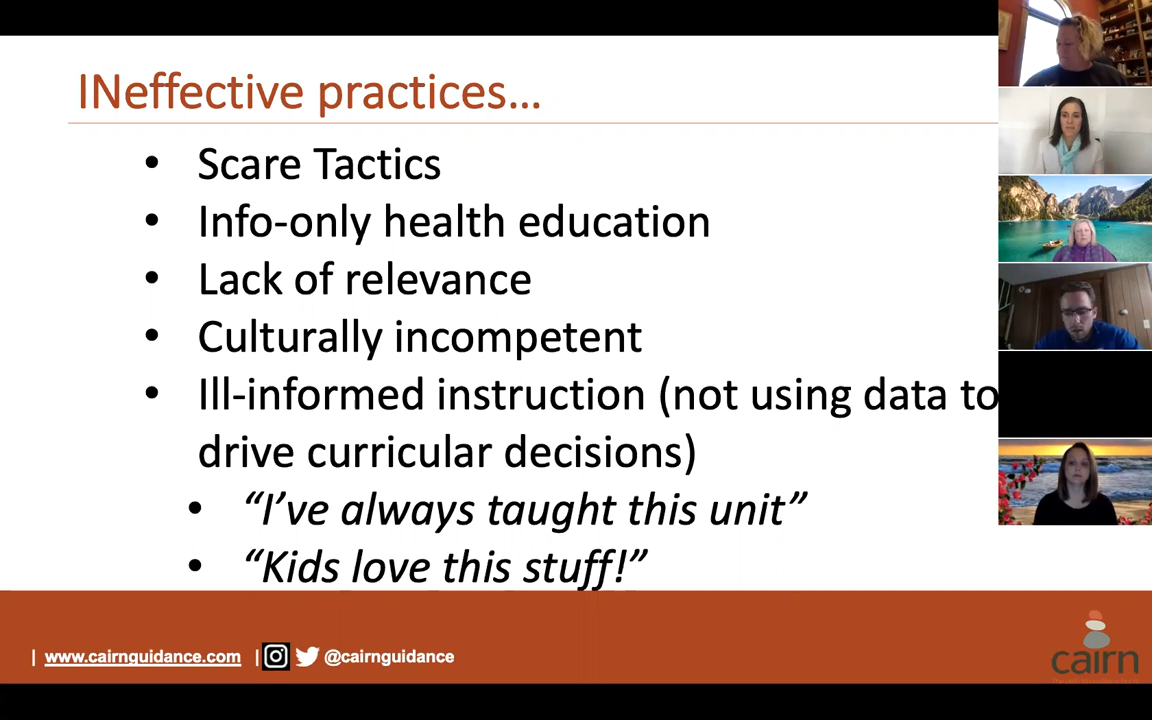 INeffective practices…
• Scare Tactics
• Info-only health education
• Lack of relevance
• Culturally incompetent
• Ill-informed instruction (not using data to
drive curricular decisions)
• “I’ve always taught this unit”
• “Kids love this stuff!”
| www.cairnguidance.com | @cairnguidance
cairn